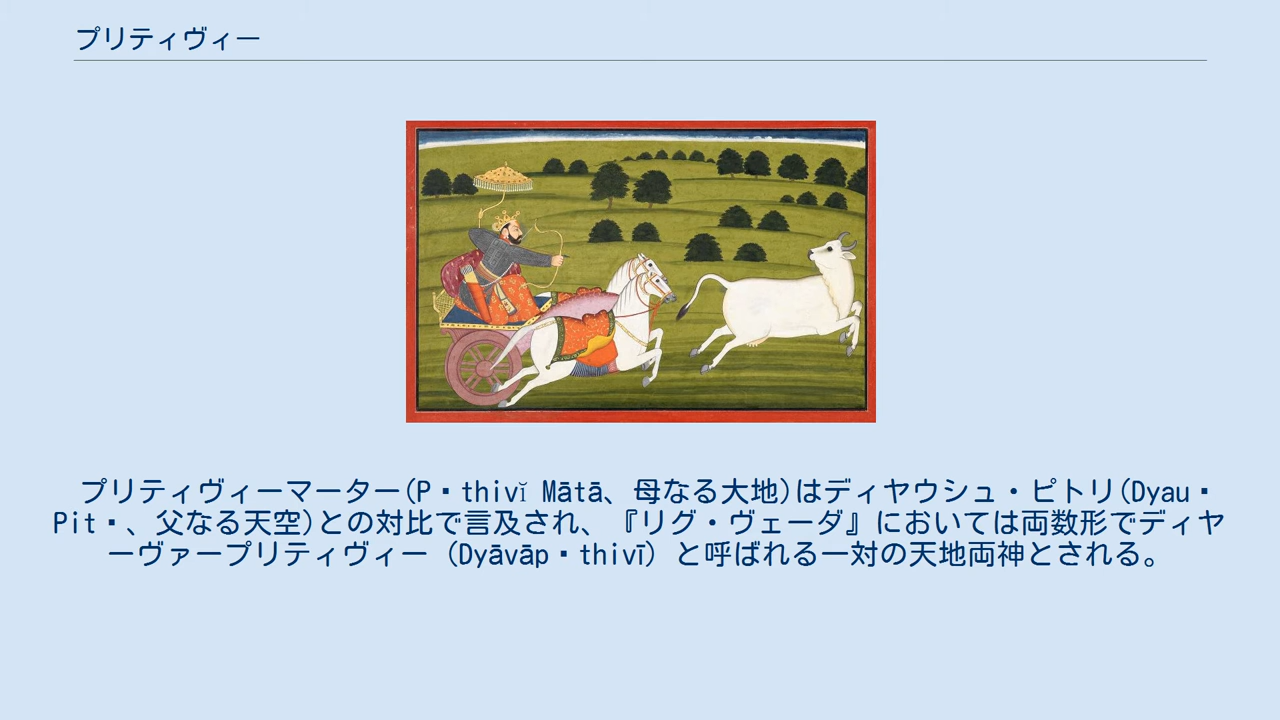 プリティヴィー
プリティヴィーマーター(P▪thivĭ Mātā、母なる大地)はディヤウシュ・ピトリ(Dyau▪
Pit▪、父なる天空)との対比で言及され、『リグ・ヴェーダ』においては両数形でディヤ
ーヴァープリティヴィー (Dyāvāp▪thivī) と呼ばれる一対の天地両神とされる。